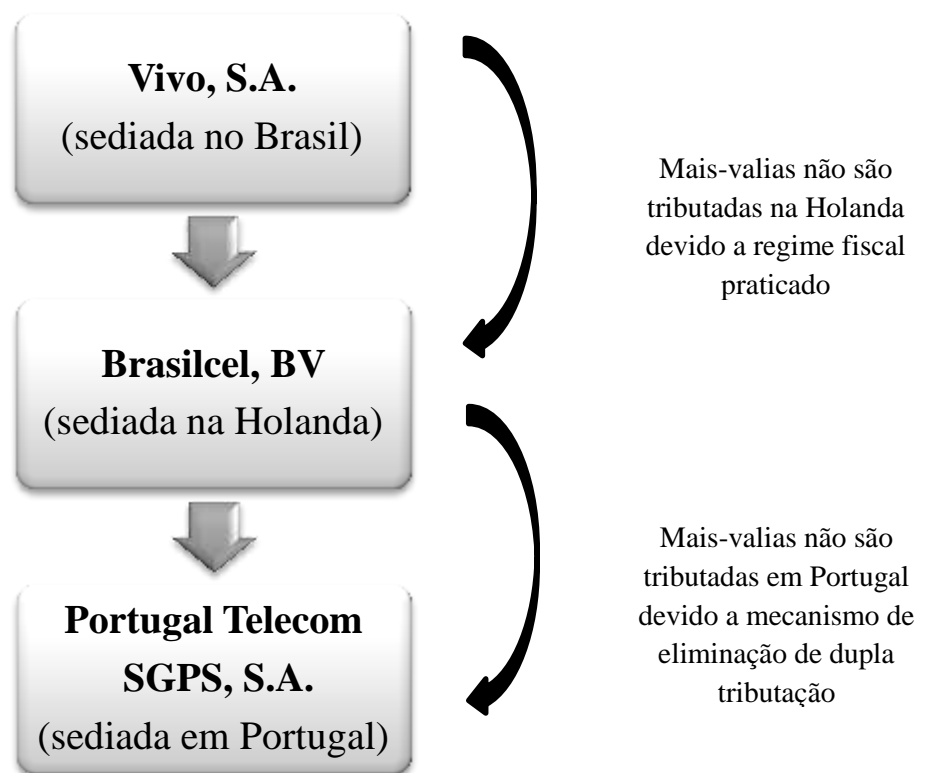 Vivo, S.A.
(sediada no Brasil)
Mais-valias não são
tributadas na Holanda
devido a regime fiscal
praticado
Brasilcel, BV
(sediada na Holanda)
Mais-valias não são
tributadas em Portugal
devido a mecanismo de
eliminação de dupla
tributação
Portugal Telecom
SGPS, S.A.
(sediada em Portugal)